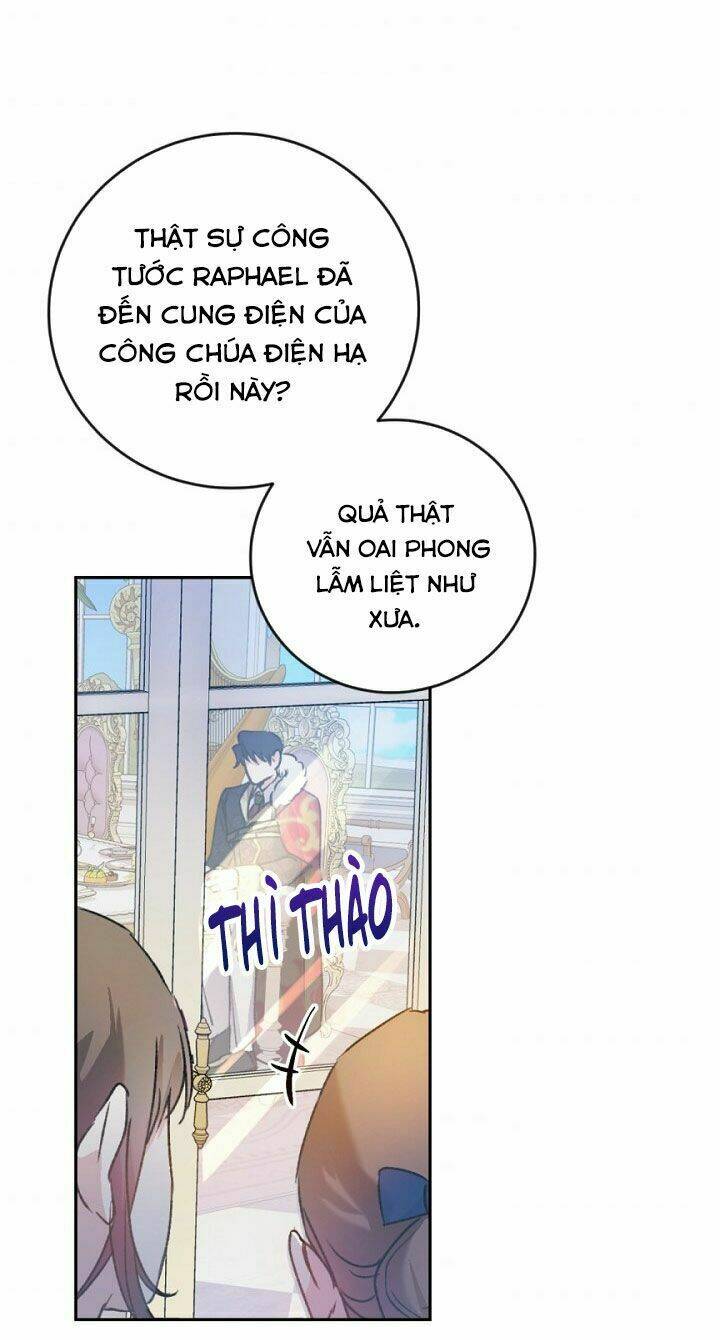 THẬT SỰ CÔNG
TƯỚC RAPHAEL ĐÃ
ĐẾN CUNG ĐIỆN CỦA
CÔNG CHÚA ĐIỆN HẠ
RỒI NÀY?
QUẢ THẬT
VẪN OAI PHONG
LẪM LIỆT NHƯ
XƯA.
THÌ THÀO